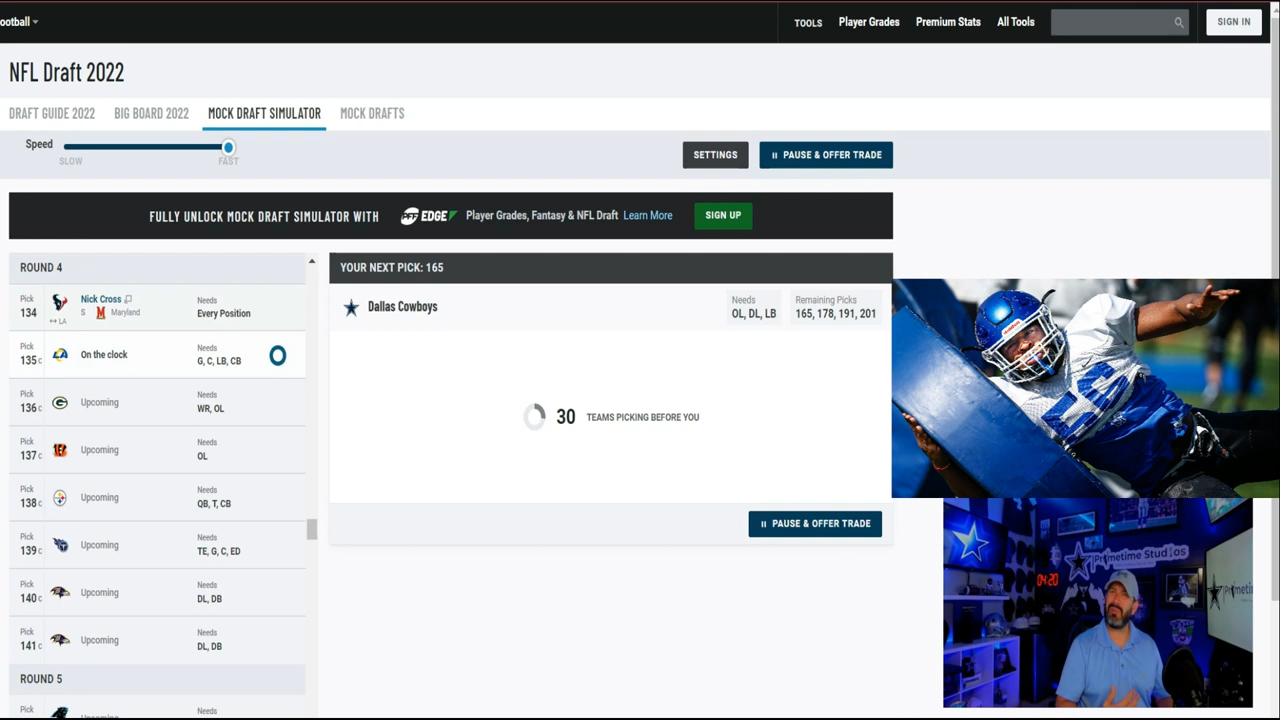 ootball
TOOLS Player Grades Premium Stats All Tools SIGN IN
NFL Draft 2022
DRAFT GUIDE 2022 BIG BOARD 2022 MOCK DRAFT SIMULATOR MOCK DRAFTS
Speed
SLOW FAST
SETTINGS PAUSE & OFFER TRADE
FULLY UNLOCK MOCK DRAFT SIMULATOR WITH PFF EDGE Player Grades, Fantasy & NFL Draft Learn More SIGN UP
ROUND 4
Pick
134
LA
Nick Cross
S M Maryland
Needs
Every Position
Pick
135 C
On the clock
Needs
G, C, LB, CB
Pick
136 C
Upcoming
Needs
WR, OL
Pick
137 C
Upcoming
Needs
OL
Pick
138 C
Upcoming
Needs
QB, T, CB
Pick
139 C
Upcoming
Needs
TE, G, C, ED
Pick
140 C
Upcoming
Needs
DL, DB
Pick
141 C
Upcoming
Needs
DL, DB
ROUND 5
Pick
Upcoming
Needs
YOUR NEXT PICK: 165
Dallas Cowboys
Needs
OL, DL, LB
Remaining Picks
165, 178, 191, 201
30 TEAMS PICKING BEFORE YOU
PAUSE & OFFER TRADE
Primetime Studios
04:20
Primetim